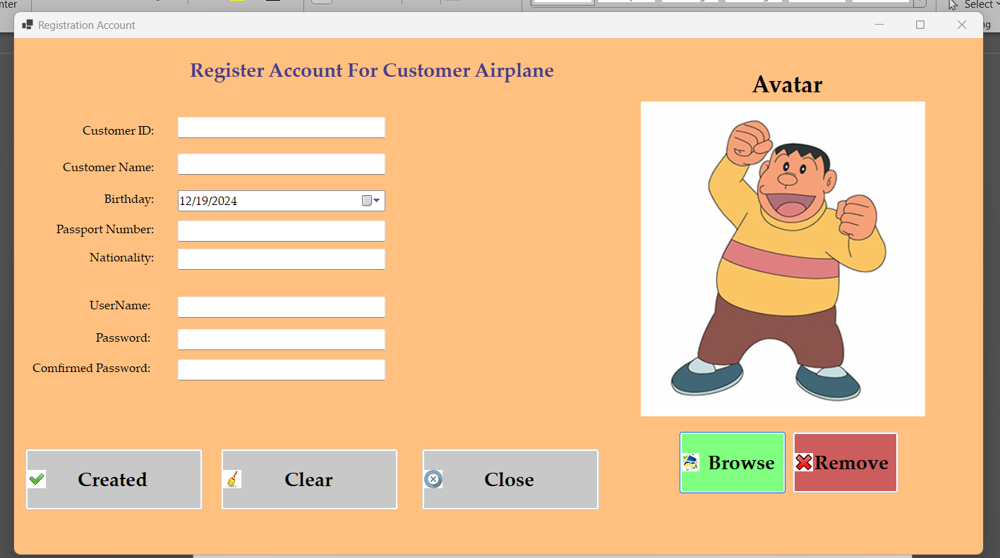 nter
Select
Registration Account
ng
Register Account For Customer Airplane
Avatar
Customer ID:
Customer Name:
Birthday:
12/19/2024
Passport Number:
Nationality:
UserName:
Password:
Comfirmed Password:
Browse
Remove
Created
Clear
Close